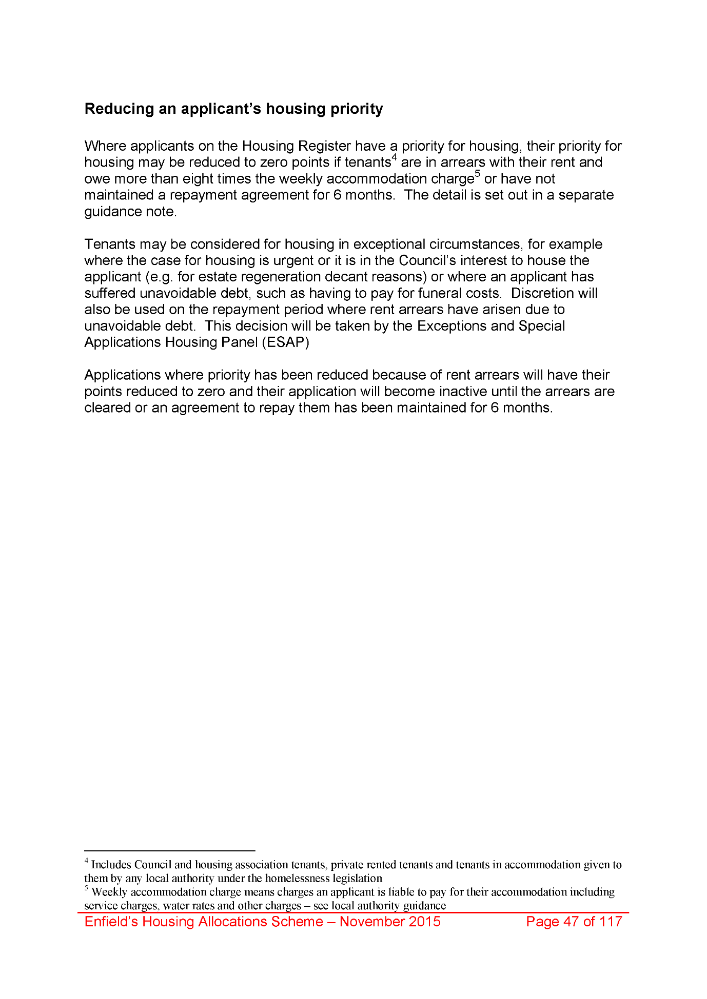 Reducing an applicant’s housing priority
Where applicants on the Housing Register have a priority for housing, their priority for
housing may be reduced to zero points if tenants4 are in arrears with their rent and
owe more than eight times the weekly accommodation charge5 or have not
maintained a repayment agreement for 6 months.  The detail is set out in a separate
guidance note.
Tenants may be considered for housing in exceptional circumstances, for example
where the case for housing is urgent or it is in the Council’s interest to house the
applicant (e.g. for estate regeneration decant reasons) or where an applicant has
suffered unavoidable debt, such as having to pay for funeral costs.  Discretion will
also be used on the repayment period where rent arrears have arisen due to
unavoidable debt.  This decision will be taken by the Exceptions and Special
Applications Housing Panel (ESAP)
Applications where priority has been reduced because of rent arrears will have their
points reduced to zero and their application will become inactive until the arrears are
cleared or an agreement to repay them has been maintained for 6 months.
4 Includes Council and housing association tenants, private rented tenants and tenants in accommodation given to
them by any local authority under the homelessness legislation
5 Weekly accommodation charge means charges an applicant is liable to pay for their accommodation including
service charges, water rates and other charges – see local authority guidance
Enfield’s Housing Allocations Scheme – November 2015 Page 47 of 117